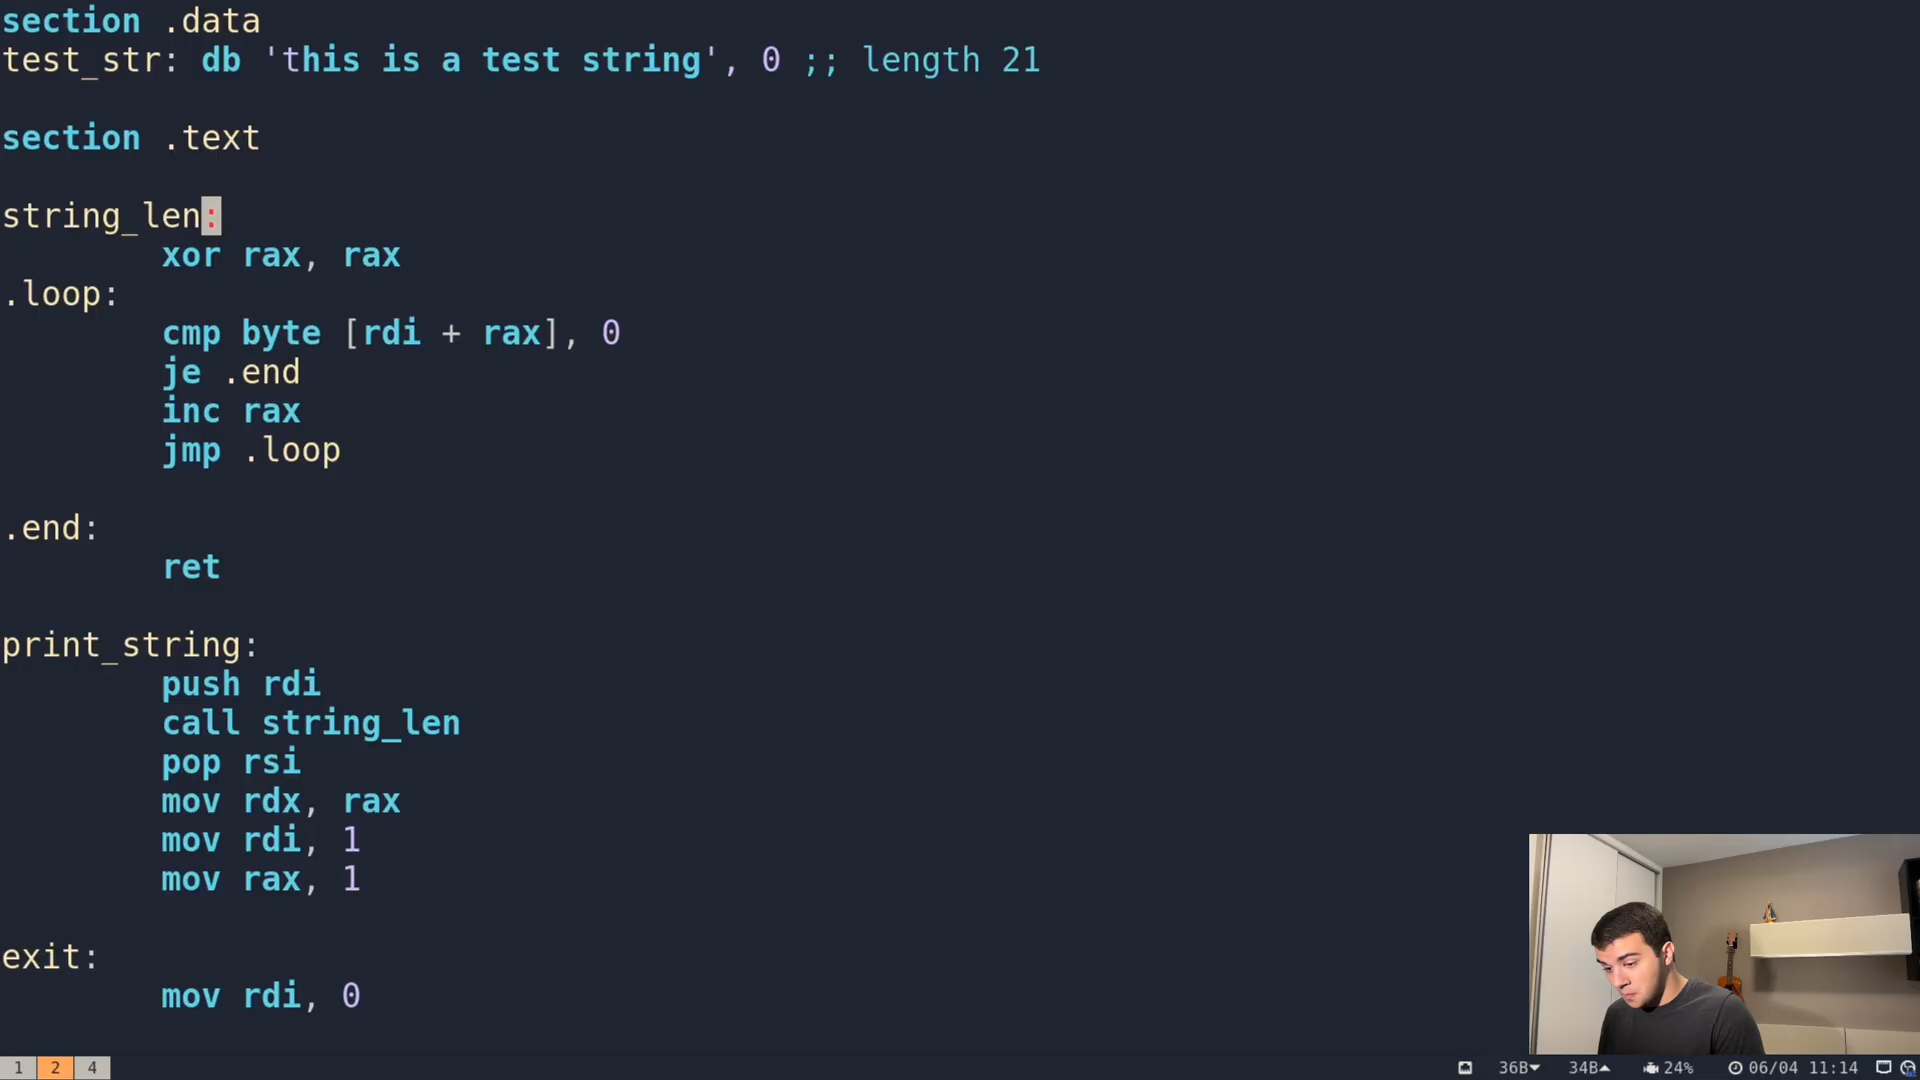 section .data
test_str: db 'this is a test string', 0 ;; length 21
section .text
string_len:
xor rax, rax
.loop:
cmp byte [rdi + rax], 0
je .end
inc rax
jmp .loop
.end:
ret
print_string:
push rdi
call string_len
pop rsi
mov rdx, rax
mov rdi, 1
mov rax, 1
exit:
mov rdi, 0
1 2 4 36B 34B 24% 06/04 11:14